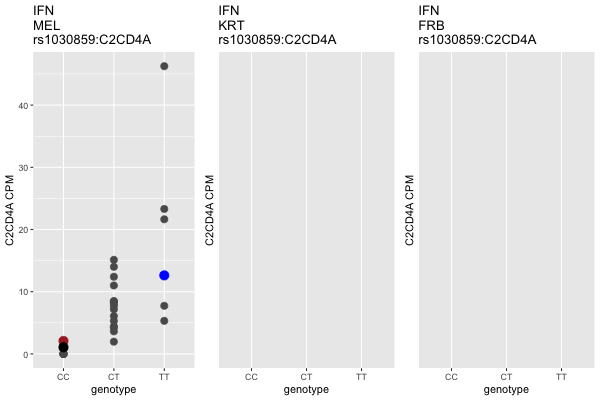 IFN
MEL
rs1030859:C2CD4A
IFN
KRT
rs1030859:C2CD4A
IFN
FRB
rs1030859:C2CD4A
C2CD4A CPM
40
30
20
10
0
CC CT TT
genotype
C2CD4A CPM
CC CT TT
genotype
C2CD4A CPM
CC CT TT
genotype